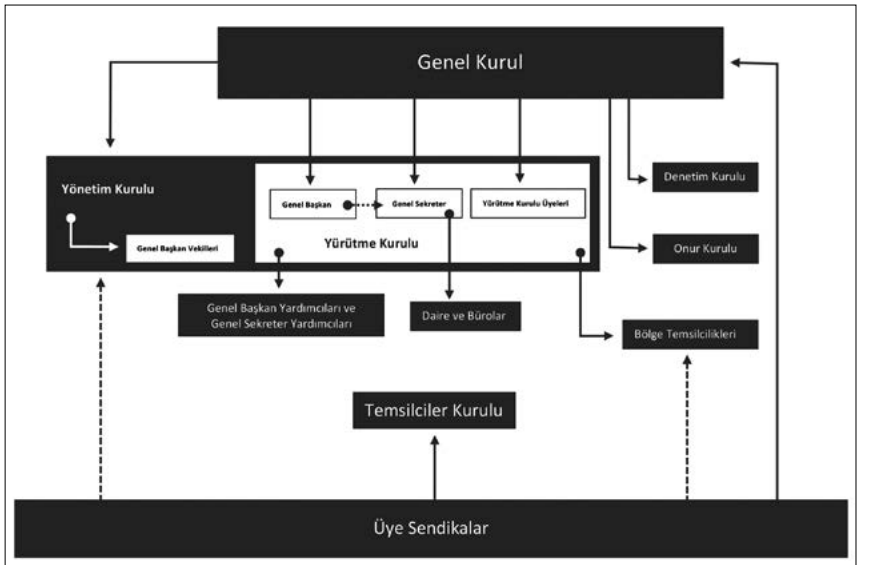 Genel Kurul
Yönetim Kurulu
Genel Başkan Vekilleri
Genel Başkan
Genel Sekreter
Yürütme Kurulu Üyeleri
Yürütme Kurulu
Denetim Kurulu
Onur Kurulu
Genel Başkan Yardımcıları ve
Genel Sekreter Yardımcıları
Daire ve Bürolar
Bölge Temsilcilikleri
Temsilciler Kurulu
Üye Sendikalar